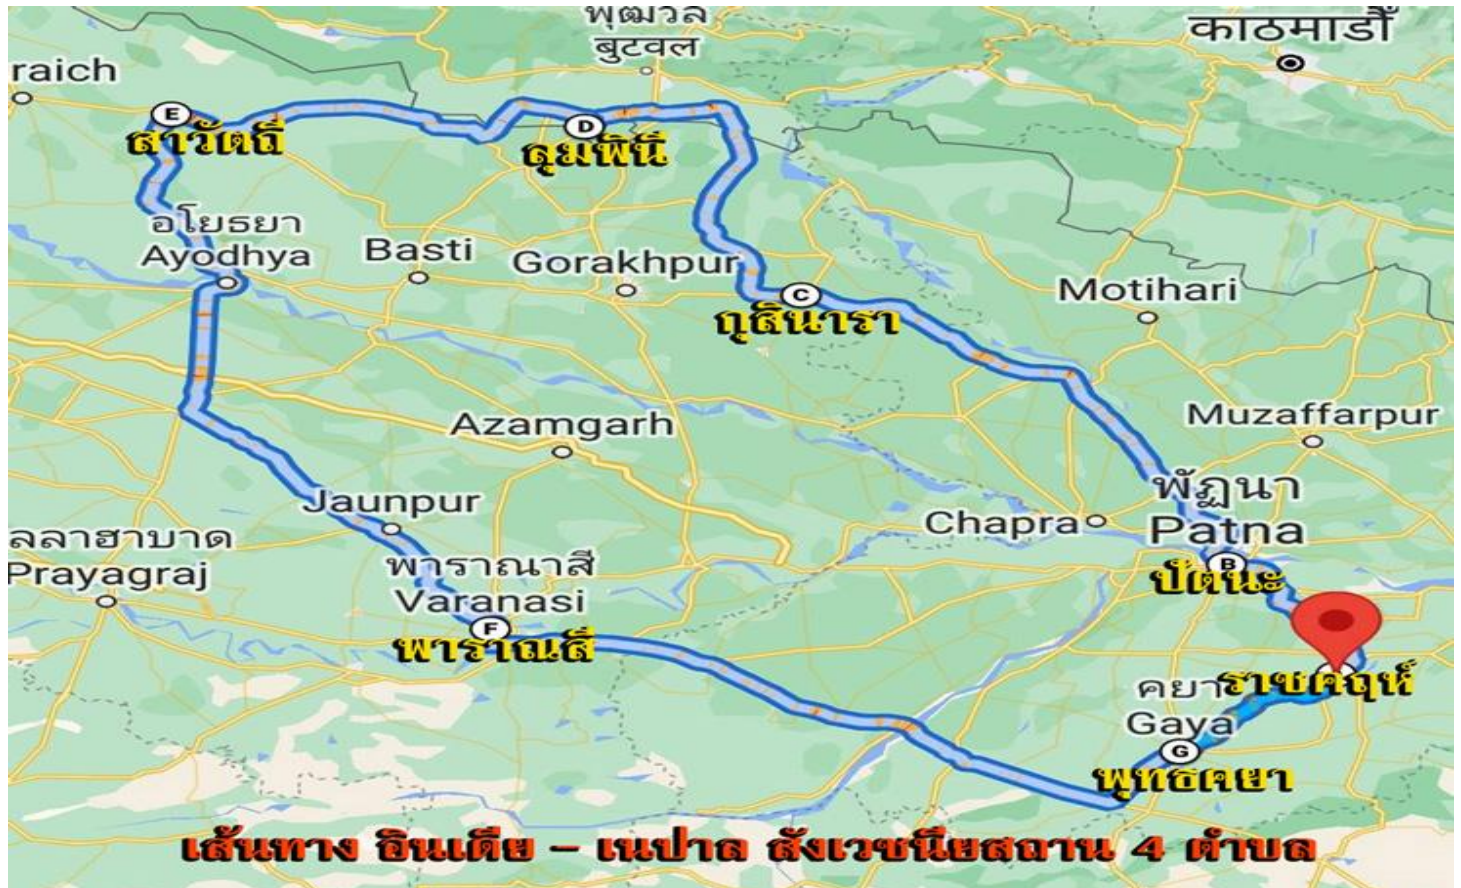 พุฒวล
बुटवल
काठमाडौँ
raich
E
สาวัตถี
D
ลุมพินี
อโยธยา
Ayodhya
Basti
Gorakhpur
C
กุสินารา
Motihari
Azamgarh
Muzaffarpur
Jaunpur
พัฏนา
Patna
Chapra
B
ปัตนะ
ลลาฮาบาด
Prayagraj
พาราณาสี
Varanasi
F
พาราณสี
ราชคฤห์
คยา
Gaya
G
พุทธคยา
เส้นทาง อินเดีย – เนปาล สังเวชนียสถาน 4 ตำบล